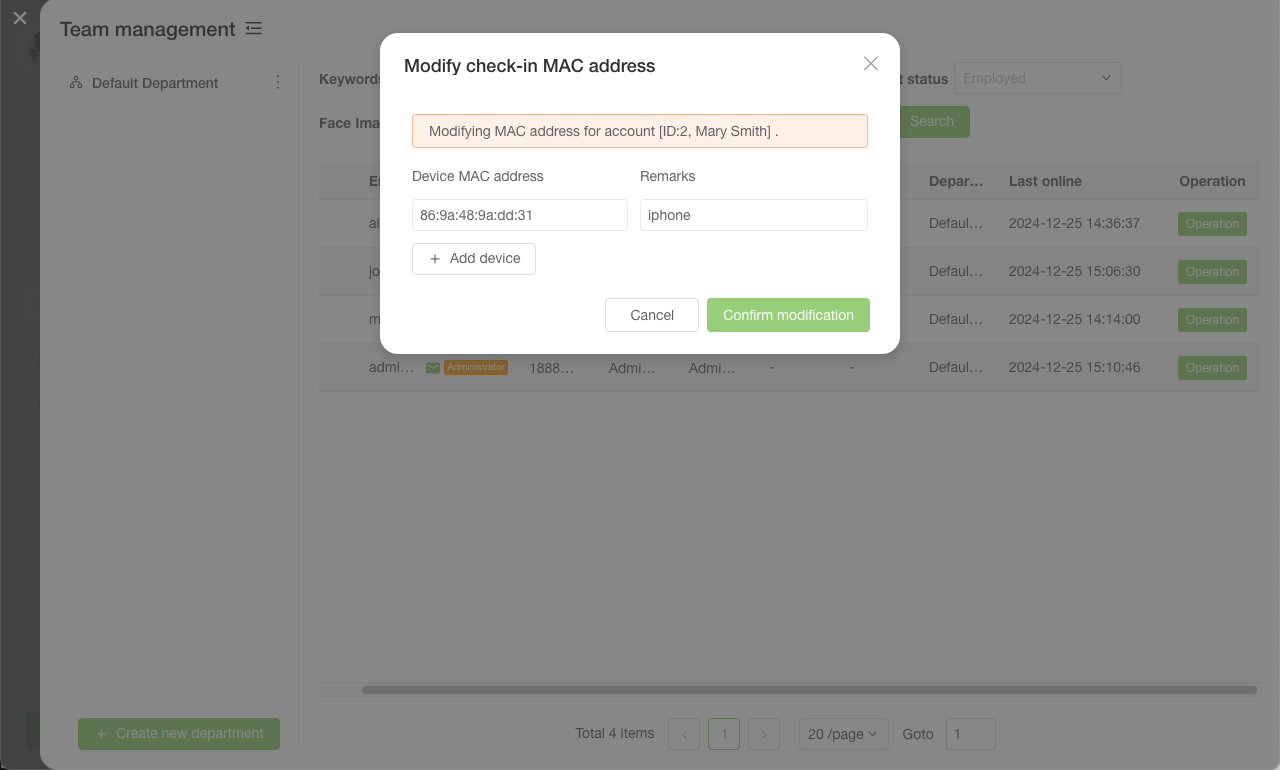 Team management
Modify check-in MAC address
Default Department
Keywords
t status
Employed
Face Ima
Search
Modifying MAC address for account [ID:2, Mary Smith] .
Device MAC address Remarks
86:9a:48:9a:dd:31 iphone
+ Add device
Cancel Confirm modification
Depar... Last online Operation
al Defaul... 2024-12-25 14:36:37 Operation
jo Defaul... 2024-12-25 15:06:30 Operation
m Defaul... 2024-12-25 14:14:00 Operation
admi... Administrator 1888... Admi... Admi... - - Defaul... 2024-12-25 15:10:46 Operation
+ Create new department
Total 4 items < 1 > 20 /page Goto 1